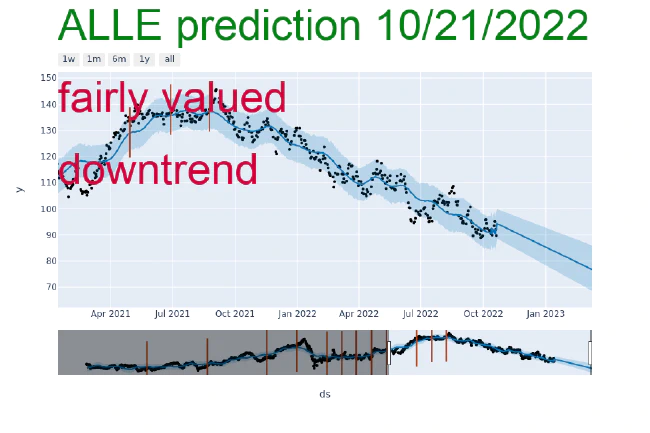 ALLE prediction 10/21/2022
1w 1m 6m 1y all
150
fairly valued
140
130
120
downtrend
110
100
90
80
70
y
Apr 2021 Jul 2021 Oct 2021 Jan 2022 Apr 2022 Jul 2022 Oct 2022 Jan 2023
ds